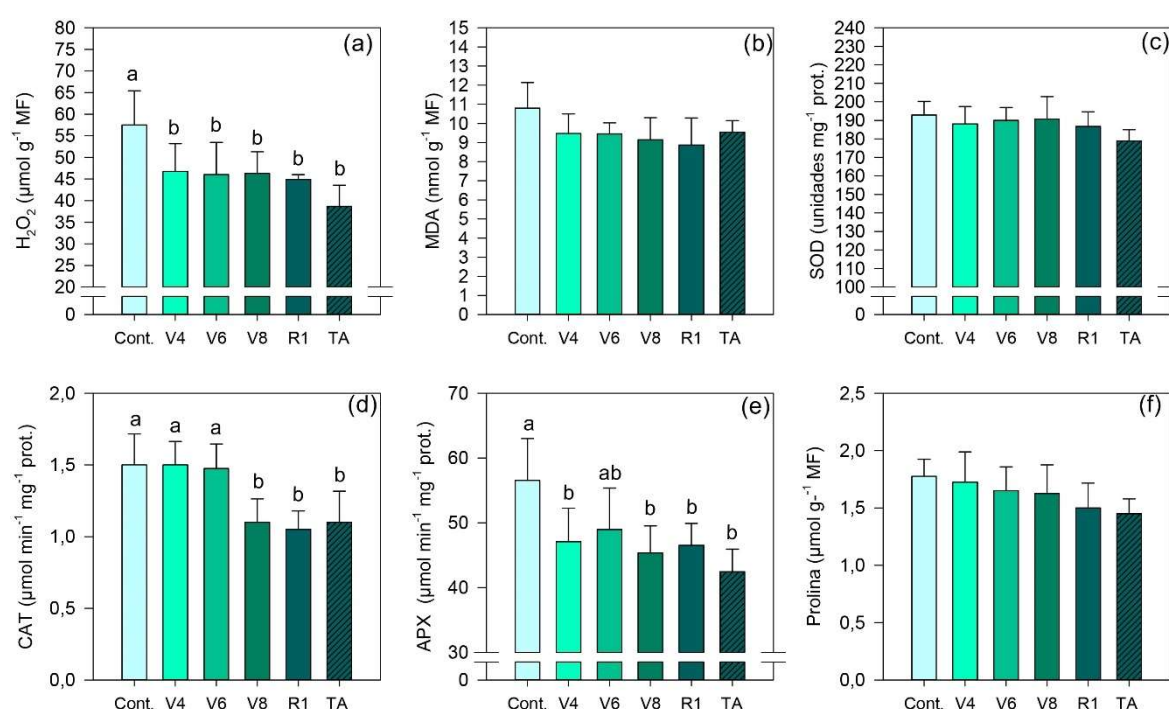 (a)
H₂O₂ (µmol g⁻¹ MF)
80
75
70
65
60
55
50
45
40
35
30
25
20
0
a
b
b
b
b
b
Cont. V4 V6 V8 R1 TA
(b)
MDA (nmol g⁻¹ MF)
15
14
13
12
11
10
9
8
7
6
5
4
3
2
1
0
Cont. V4 V6 V8 R1 TA
(c)
SOD (unidades mg⁻¹ prot.)
240
230
220
210
200
190
180
170
160
150
140
130
120
110
100
0
Cont. V4 V6 V8 R1 TA
(d)
CAT (µmol min⁻¹ mg⁻¹ prot.)
2,0
1,5
1,0
0,5
0,0
a
a
a
b
b
b
Cont. V4 V6 V8 R1 TA
(e)
APX (µmol min⁻¹ mg⁻¹ prot.)
70
60
50
40
30
0
a
b
ab
b
b
b
Cont. V4 V6 V8 R1 TA
(f)
Prolina (µmol g-⁻¹ MF)
2,5
2,0
1,5
1,0
0,5
0,0
Cont. V4 V6 V8 R1 TA